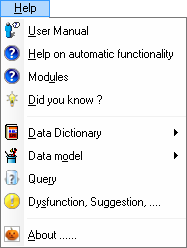 Help
User Manual
Help on automatic functionality
Modules
Did you know ?
Data Dictionary
Data model
Query
Dysfunction, Suggestion, ....
About ......